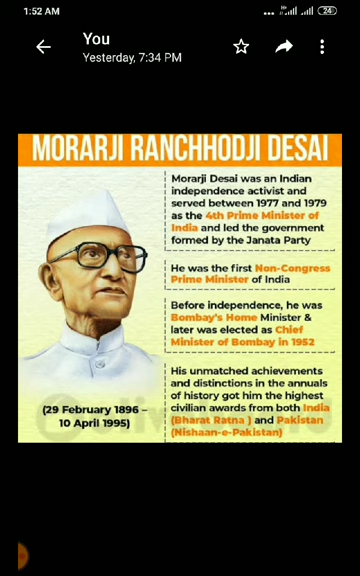 1:52 AM
24
You
Yesterday, 7:34 PM
MORARJI RANCHHODJI DESAI
Morarji Desai was an Indian
independence activist and
served between 1977 and 1979
as the 4th Prime Minister of
India and led the government
formed by the Janata Party
He was the first Non-Congress
Prime Minister of India
Before independence, he was
Bombay's Home Minister &
later was elected as Chief
Minister of Bombay in 1952
His unmatched achievements
and distinctions in the annals
of history got him the highest
civilian awards from both India
(Bharat Ratna ) and Pakistan
(Nishaan-e-Pakistan)
(29 February 1896 –
10 April 1995)